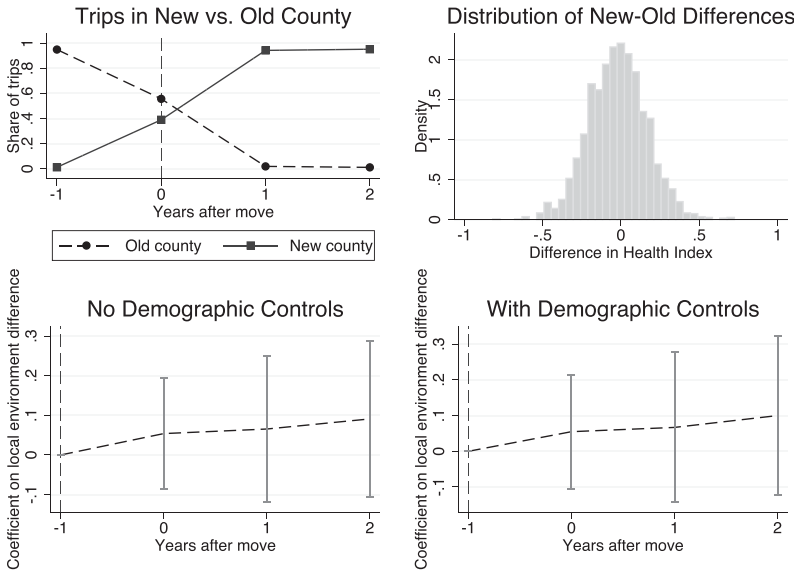 Trips in New vs. Old County
Share of trips
0 .2 .4 .6 .8 1
-1 0 1 2
Years after move
Old county New county
Distribution of New-Old Differences
Density
0 .5 1 1.5 2
-1 -.5 0 .5 1
Difference in Health Index
No Demographic Controls
Coefficient on local environment difference
-.1 0 .1 .2 .3
-1 0 1 2
Years after move
With Demographic Controls
Coefficient on local environment difference
-.1 0 .1 .2 .3
-1 0 1 2
Years after move